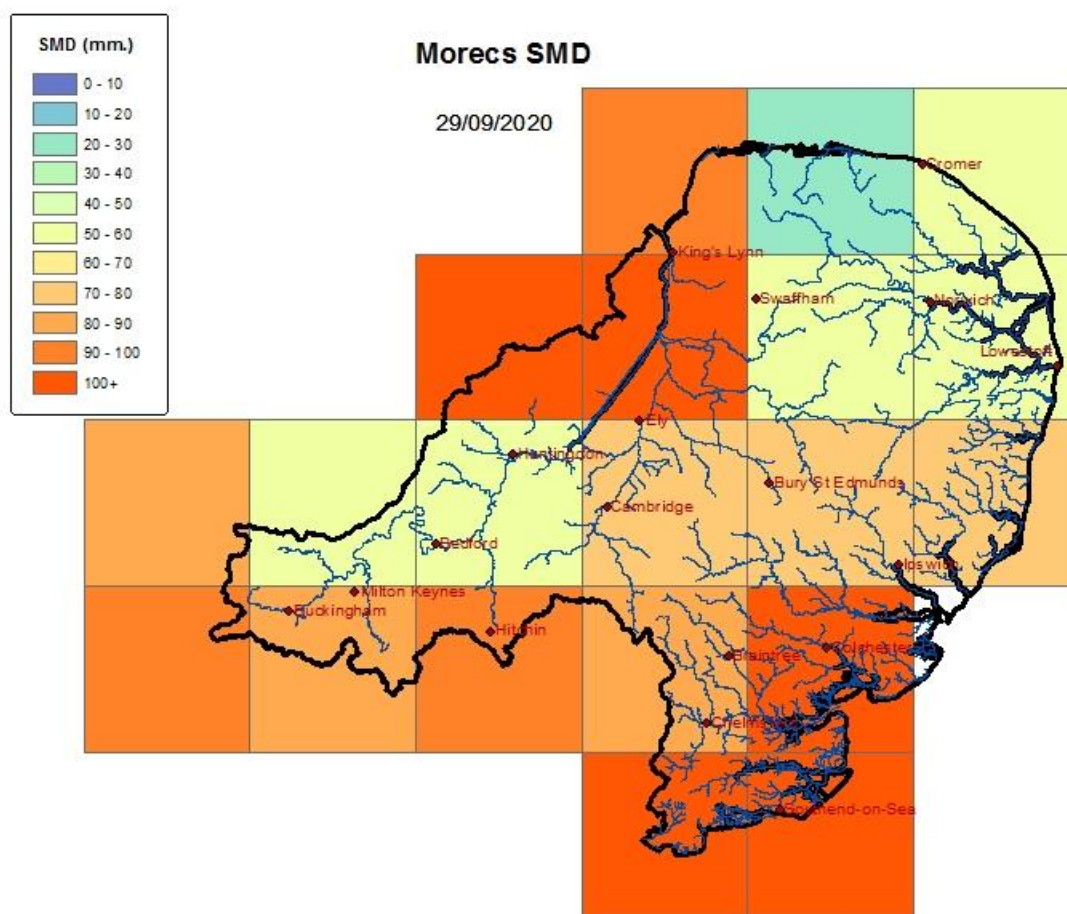 SMD (mm.)
0 - 10
10 - 20
20 - 30
30 - 40
40 - 50
50 - 60
60 - 70
70 - 80
80 - 90
90 - 100
100+
Morecs SMD
29/09/2020
Cromer
King's Lynn
Swaffham
Norwich
Lowestoft
Ely
Huntingdon
Bury St Edmunds
Cambridge
Bedford
Ipswich
Milton Keynes
Buckingham
Hitchin
Colchester
Braintree
Southend-on-Sea